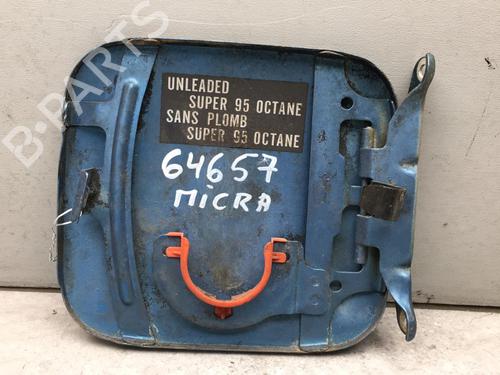 UNLEADED
SUPER 95 OCTANE
SANS PLOMB
SUPER 95 OCTANE
64657
MICRA
B-PARTS